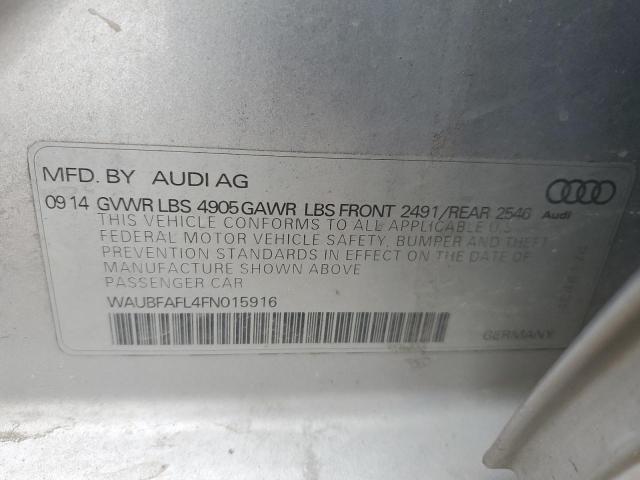 MFD. BY AUDI AG
09 14 GVWR LBS 4905 GAWR LBS FRONT 2491/REAR 2546 Audi
THIS VEHICLE CONFORMS TO ALL APPLICABLE U.S.
FEDERAL MOTOR VEHICLE SAFETY, BUMPER AND THEFT
PREVENTION STANDARDS IN EFFECT ON THE DATE OF
MANUFACTURE SHOWN ABOVE
PASSENGER CAR
WAUBFAFL4FN015916
GERMANY